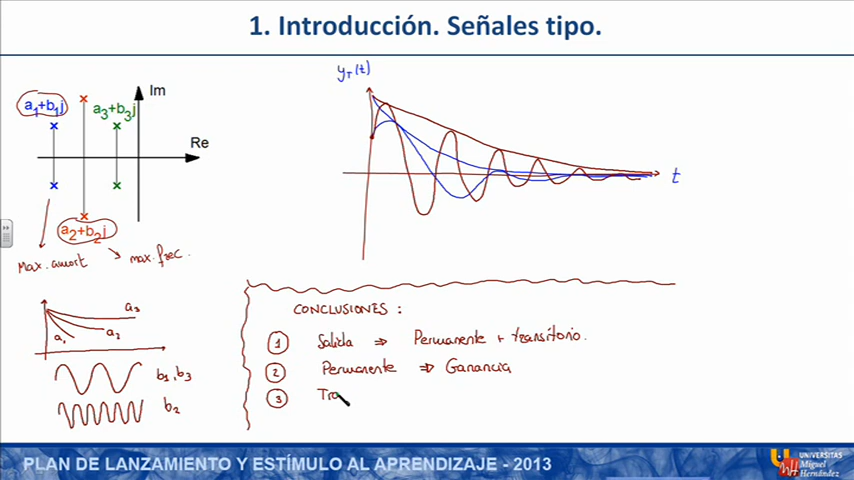 1. Introducción. Señales tipo.
Im
a1+b1j
a3+b3j
Re
a2+b2j
Max. amort
max. frec.
yT(t)
t
a3
a2
a1
b1, b3
b2
CONCLUSIONES :
1 Salida ⇒ Permanente + transitorio.
2 Permanente ⇒ Ganancia
3 Tra
PLAN DE LANZAMIENTO Y ESTÍMULO AL APRENDIZAJE - 2013
UNIVERSITAS
Miguel
Hernández